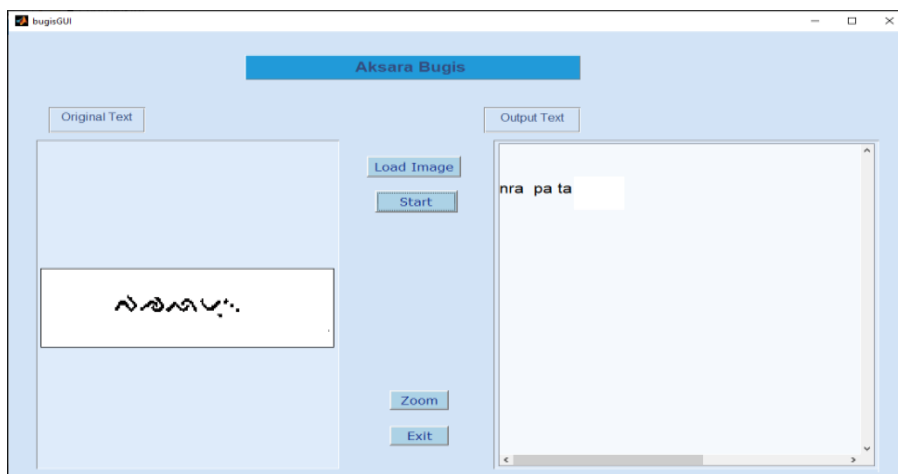 bugisGUI
Aksara Bugis
Original Text
Output Text
Load Image
Start
nra pa ta
Zoom
Exit